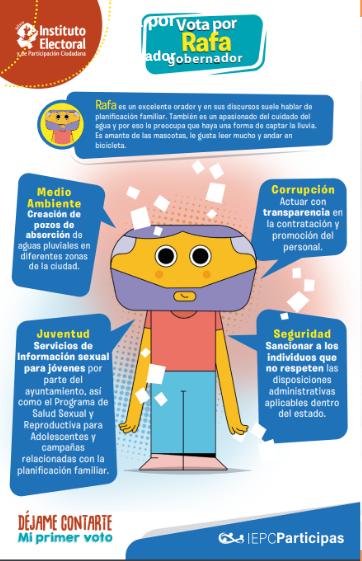 Instituto
Electoral
y de Participación Ciudadana
por Vota por
Rafa
ador
gobernador
Rafa es un excelente orador y en sus discursos suele hablar de
planificación familiar. También es un apasionado del cuidado del
agua y por eso le preocupa que haya una forma de captar la lluvia.
Es amante de las mascotas, le gusta leer mucho y andar en
bicicleta.
Medio
Ambiente
Creación de
pozos de
absorción de
aguas pluviales en
diferentes zonas
de la ciudad.
Corrupción
Actuar con
transparencia en
la contratación y
promoción del
personal.
Juventud
Servicios de
Información sexual
para jóvenes por
parte del
ayuntamiento, así
como el Programa de
Salud Sexual y
Reproductiva para
Adolescentes y
campañas
relacionadas con la
planificación familiar.
Seguridad
Sancionar a los
individuos que
no respeten las
disposiciones
administrativas
aplicables dentro
del estado.
DÉJAME CONTARTE
Mi primer voto
IEPCParticipas